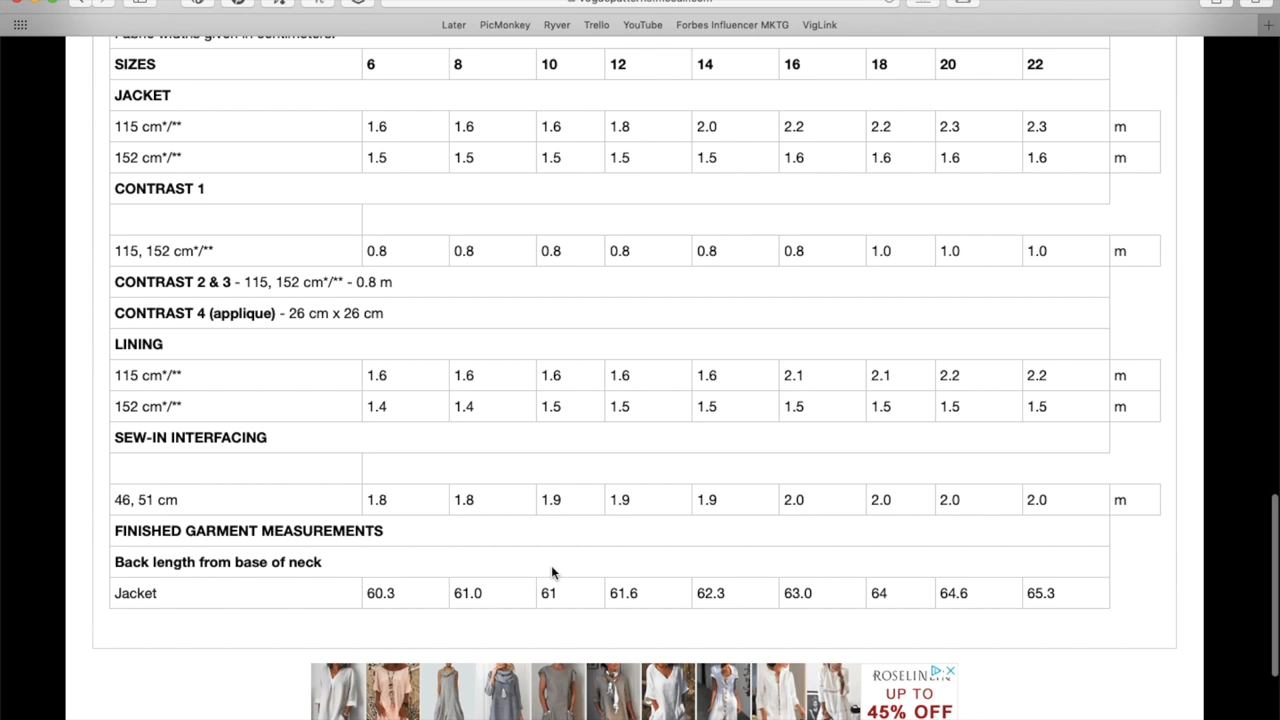 Later PicMonkey Ryver Trello YouTube Forbes Influencer MKTG VigLink
Fabric widths given in centimeters.
SIZES 6 8 10 12 14 16 18 20 22
JACKET
115 cm*/** 1.6 1.6 1.6 1.8 2.0 2.2 2.2 2.3 2.3 m
152 cm*/** 1.5 1.5 1.5 1.5 1.5 1.6 1.6 1.6 1.6 m
CONTRAST 1
115, 152 cm*/** 0.8 0.8 0.8 0.8 0.8 0.8 1.0 1.0 1.0 m
CONTRAST 2 & 3 - 115, 152 cm*/** - 0.8 m
CONTRAST 4 (applique) - 26 cm x 26 cm
LINING
115 cm*/** 1.6 1.6 1.6 1.6 1.6 2.1 2.1 2.2 2.2 m
152 cm*/** 1.4 1.4 1.5 1.5 1.5 1.5 1.5 1.5 1.5 m
SEW-IN INTERFACING
46, 51 cm 1.8 1.8 1.9 1.9 1.9 2.0 2.0 2.0 2.0 m
FINISHED GARMENT MEASUREMENTS
Back length from base of neck
Jacket 60.3 61.0 61 61.6 62.3 63.0 64 64.6 65.3
UP TO
45% OFF